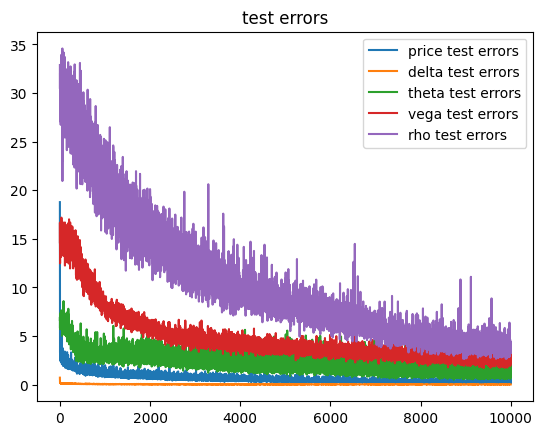 test errors
price test errors
delta test errors
theta test errors
vega test errors
rho test errors
35
30
25
20
15
10
5
0
0 2000 4000 6000 8000 10000